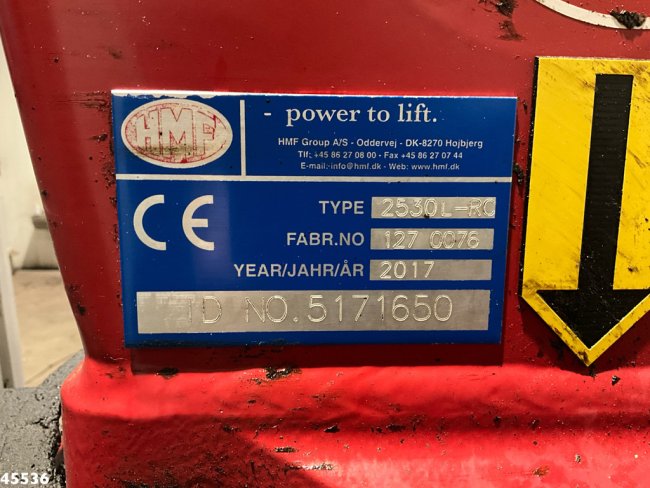 HMF
- power to lift.
HMF Group A/S - Oddervej - DK-8270 Hojbjerg
Tlf: +45 86 27 08 00 - Fax +45 86 27 07 44
E-mail: info@hmf.dk - Web: www.hmf.dk
CE
TYPE 2530L-RC
FABR.NO 127 0076
YEAR/JAHR/ÅR 2017
ID NO. 5171650
45536